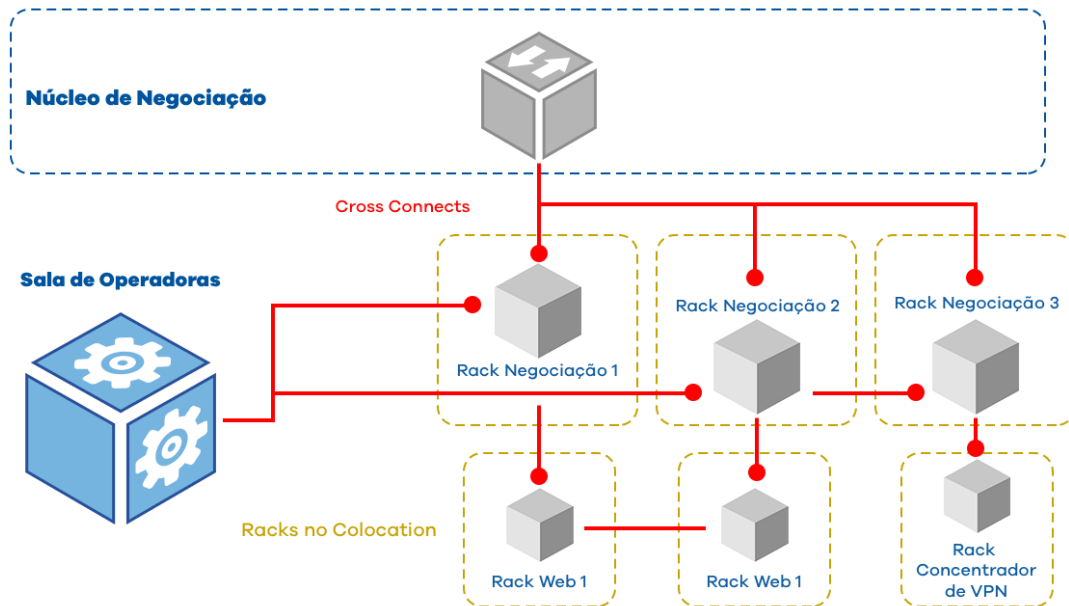 Núcleo de Negociação
Cross Connects
Sala de Operadoras
Rack Negociação 1
Rack Negociação 2
Rack Negociação 3
Racks no Colocation
Rack Web 1
Rack Web 1
Rack
Concentrador
de VPN